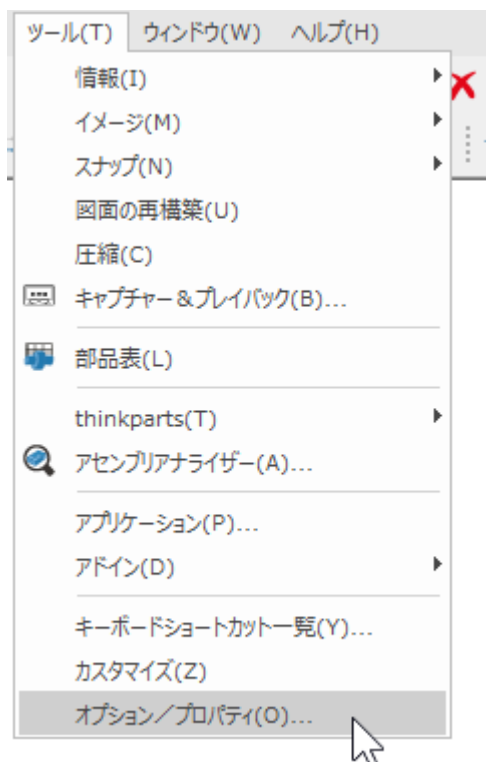 ツール(T) ウィンドウ(W) ヘルプ(H)
情報(I)
イメージ(M)
スナップ(N)
図面の再構築(U)
圧縮(C)
キャプチャー＆プレイバック(B)...
部品表(L)
thinkparts(T)
アセンブリアナライザー(A)...
アプリケーション(P)...
アドイン(D)
キーボードショートカット一覧(Y)...
カスタマイズ(Z)
オプション／プロパティ(O)...